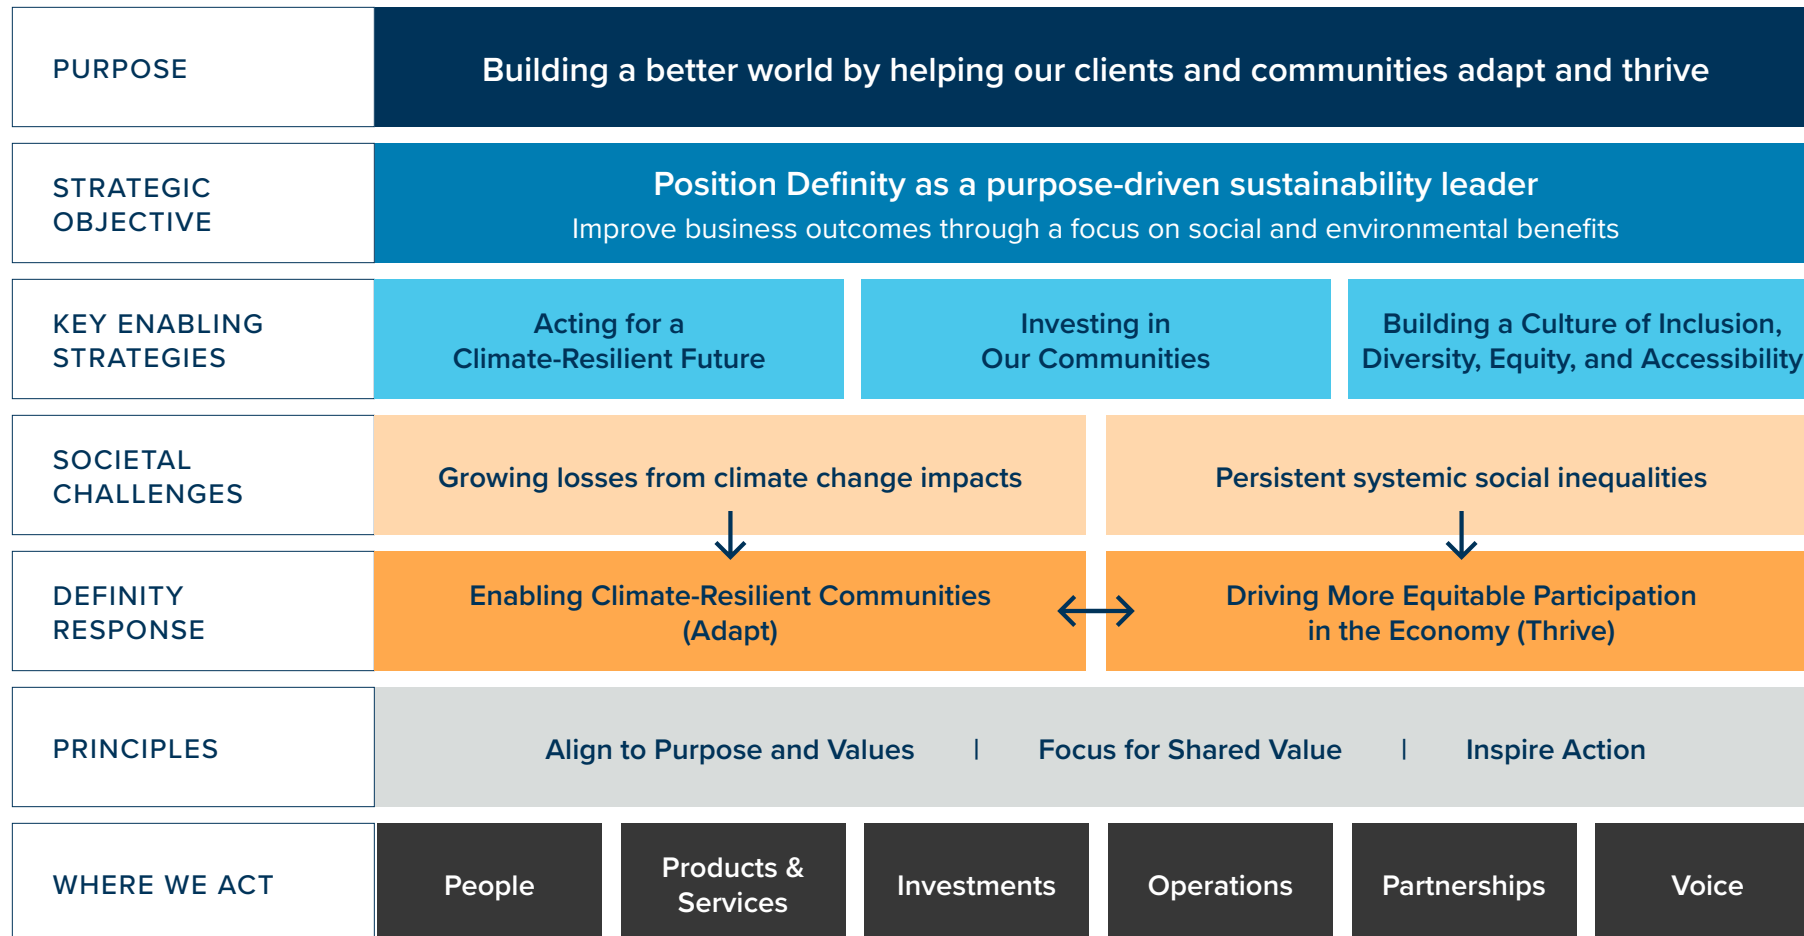 PURPOSE
Building a better world by helping our clients and communities adapt and thrive
STRATEGIC
OBJECTIVE
Position Definity as a purpose-driven sustainability leader
Improve business outcomes through a focus on social and environmental benefits
KEY ENABLING
STRATEGIES
Acting for a
Climate-Resilient Future
Investing in
Our Communities
Building a Culture of Inclusion,
Diversity, Equity, and Accessibility
SOCIETAL
CHALLENGES
Growing losses from climate change impacts
Persistent systemic social inequalities
DEFINITY
RESPONSE
Enabling Climate-Resilient Communities
(Adapt)
Driving More Equitable Participation
in the Economy (Thrive)
PRINCIPLES
Align to Purpose and Values | Focus for Shared Value | Inspire Action
WHERE WE ACT
People
Products &
Services
Investments
Operations
Partnerships
Voice